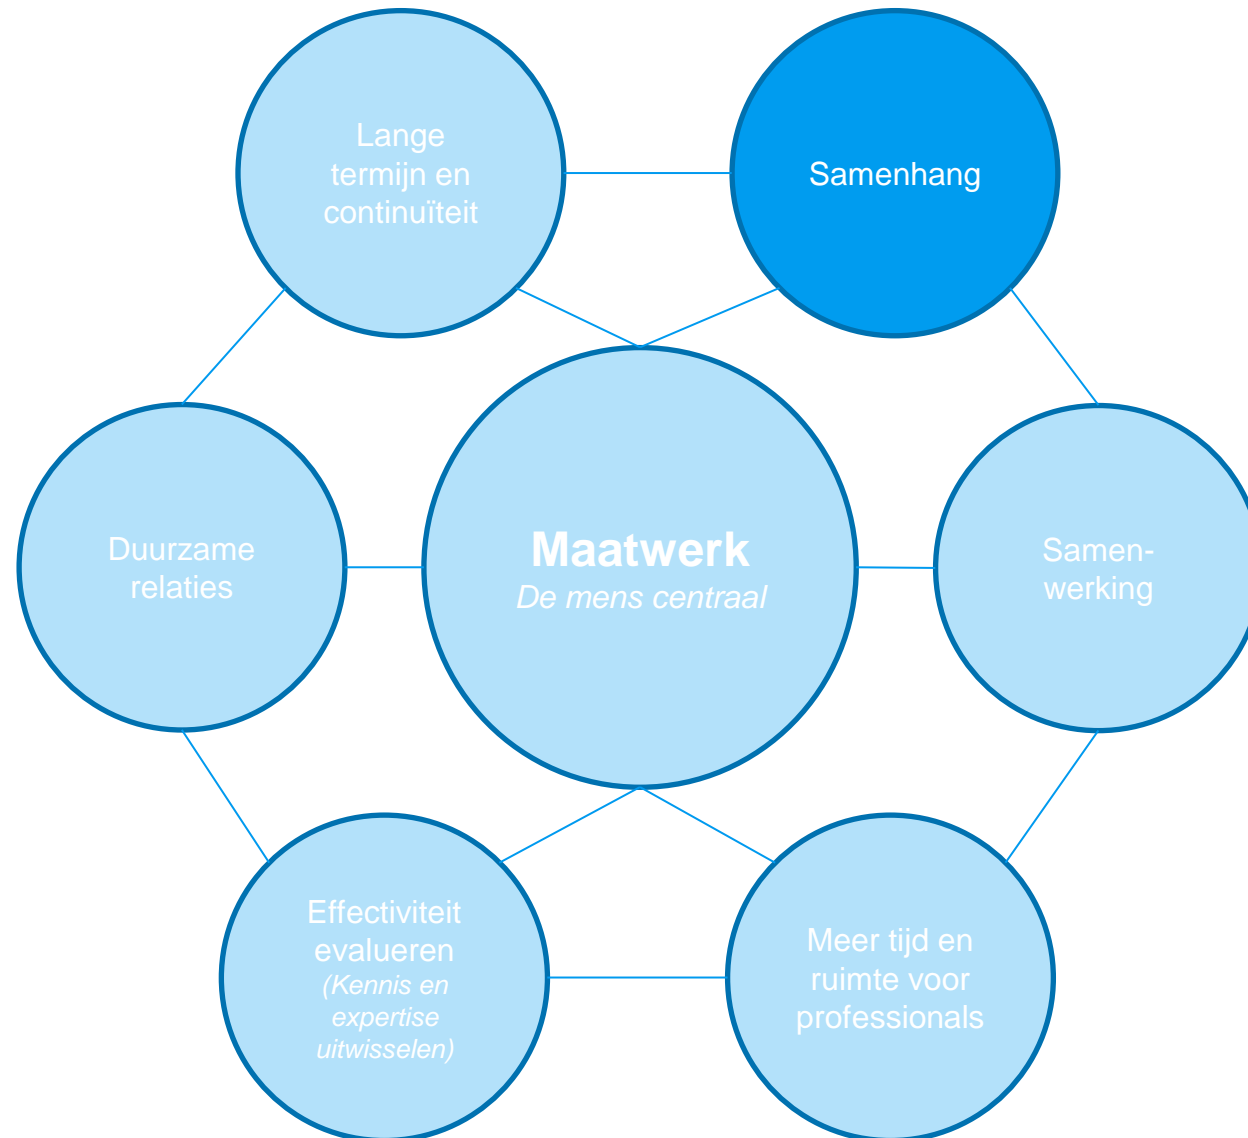 Lange
termijn en
continuïteit
Samenhang
Duurzame
relaties
Maatwerk
De mens centraal
Samen-
werking
Effectiviteit
evalueren
(Kennis en
expertise
uitwisselen)
Meer tijd en
ruimte voor
professionals